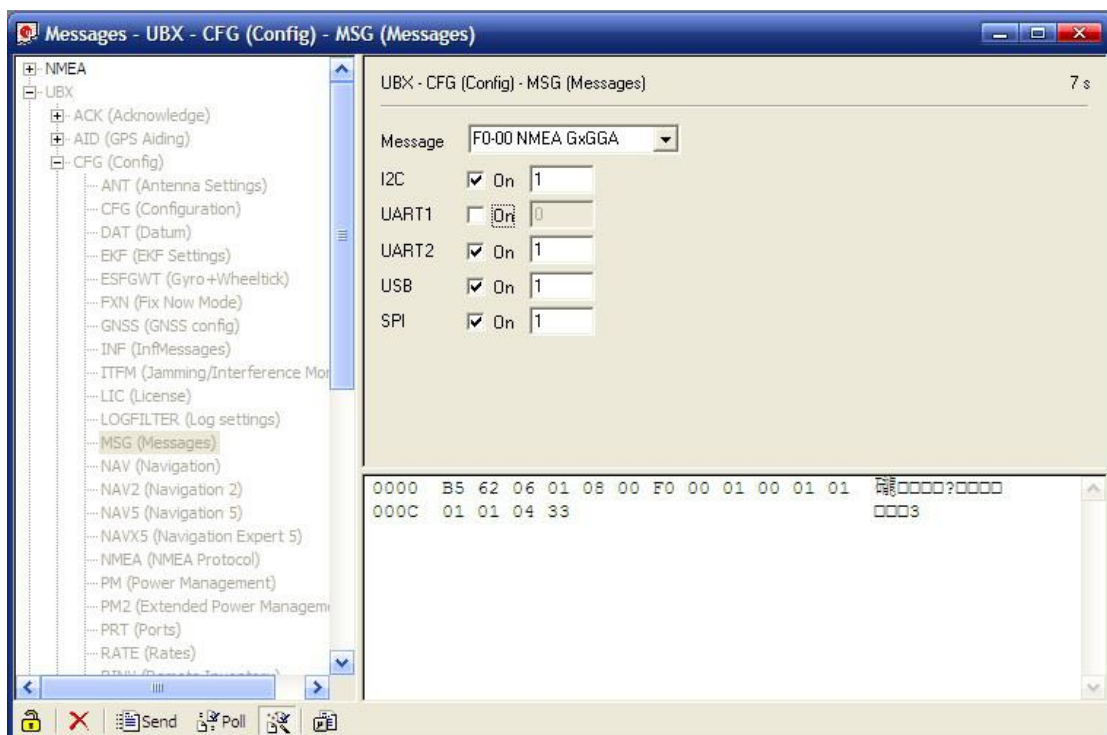 Messages - UBX - CFG (Config) - MSG (Messages)
NMEA
UBX
ACK (Acknowledge)
AID (GPS Aiding)
CFG (Config)
ANT (Antenna Settings)
CFG (Configuration)
DAT (Datum)
EKF (EKF Settings)
ESFGWT (Gyro+Wheeltick)
FXN (Fix Now Mode)
GNSS (GNSS config)
INF (InfMessages)
ITFM (Jamming/Interference Mor
LIC (License)
LOGFILTER (Log settings)
MSG (Messages)
NAV (Navigation)
NAV2 (Navigation 2)
NAV5 (Navigation 5)
NAVX5 (Navigation Expert 5)
NMEA (NMEA Protocol)
PM (Power Management)
PM2 (Extended Power Managem
PRT (Ports)
RATE (Rates)
UBX - CFG (Config) - MSG (Messages) 7 s
Message F0-00 NMEA GxGGA
I2C On 1
UART1 On 0
UART2 On 1
USB On 1
SPI On 1
0000 B5 62 06 01 08 00 F0 00 01 00 01 01 □□□□?□□□□
000C 01 01 04 33 □□□3
Send Poll